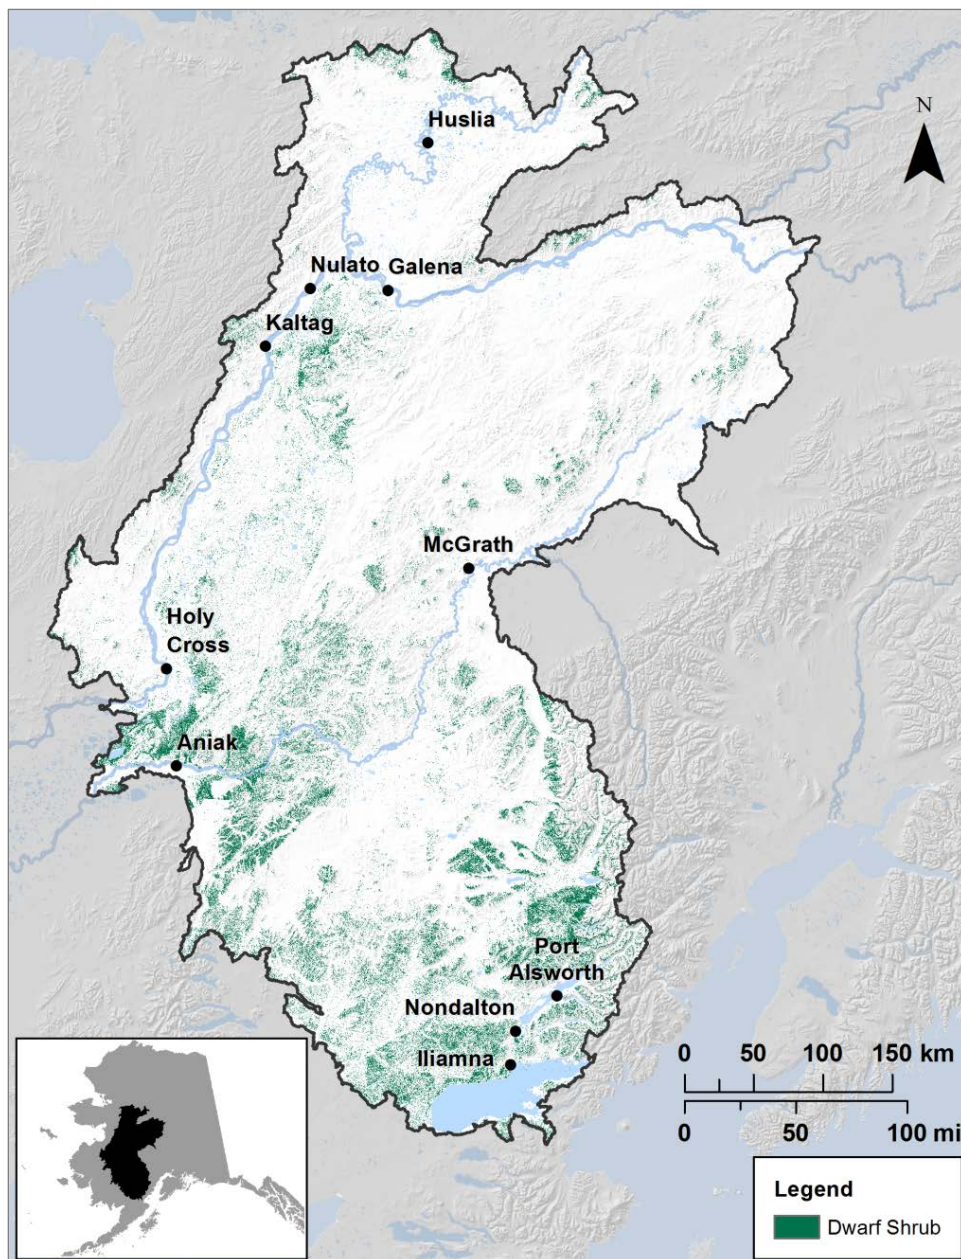 Huslia
N
Nulato
Galena
Kaltag
McGrath
Holy
Cross
Aniak
Port
Alsworth
Nondalton
Iliamna
0 50 100 150 km
0 50 100 mi
Legend
Dwarf Shrub